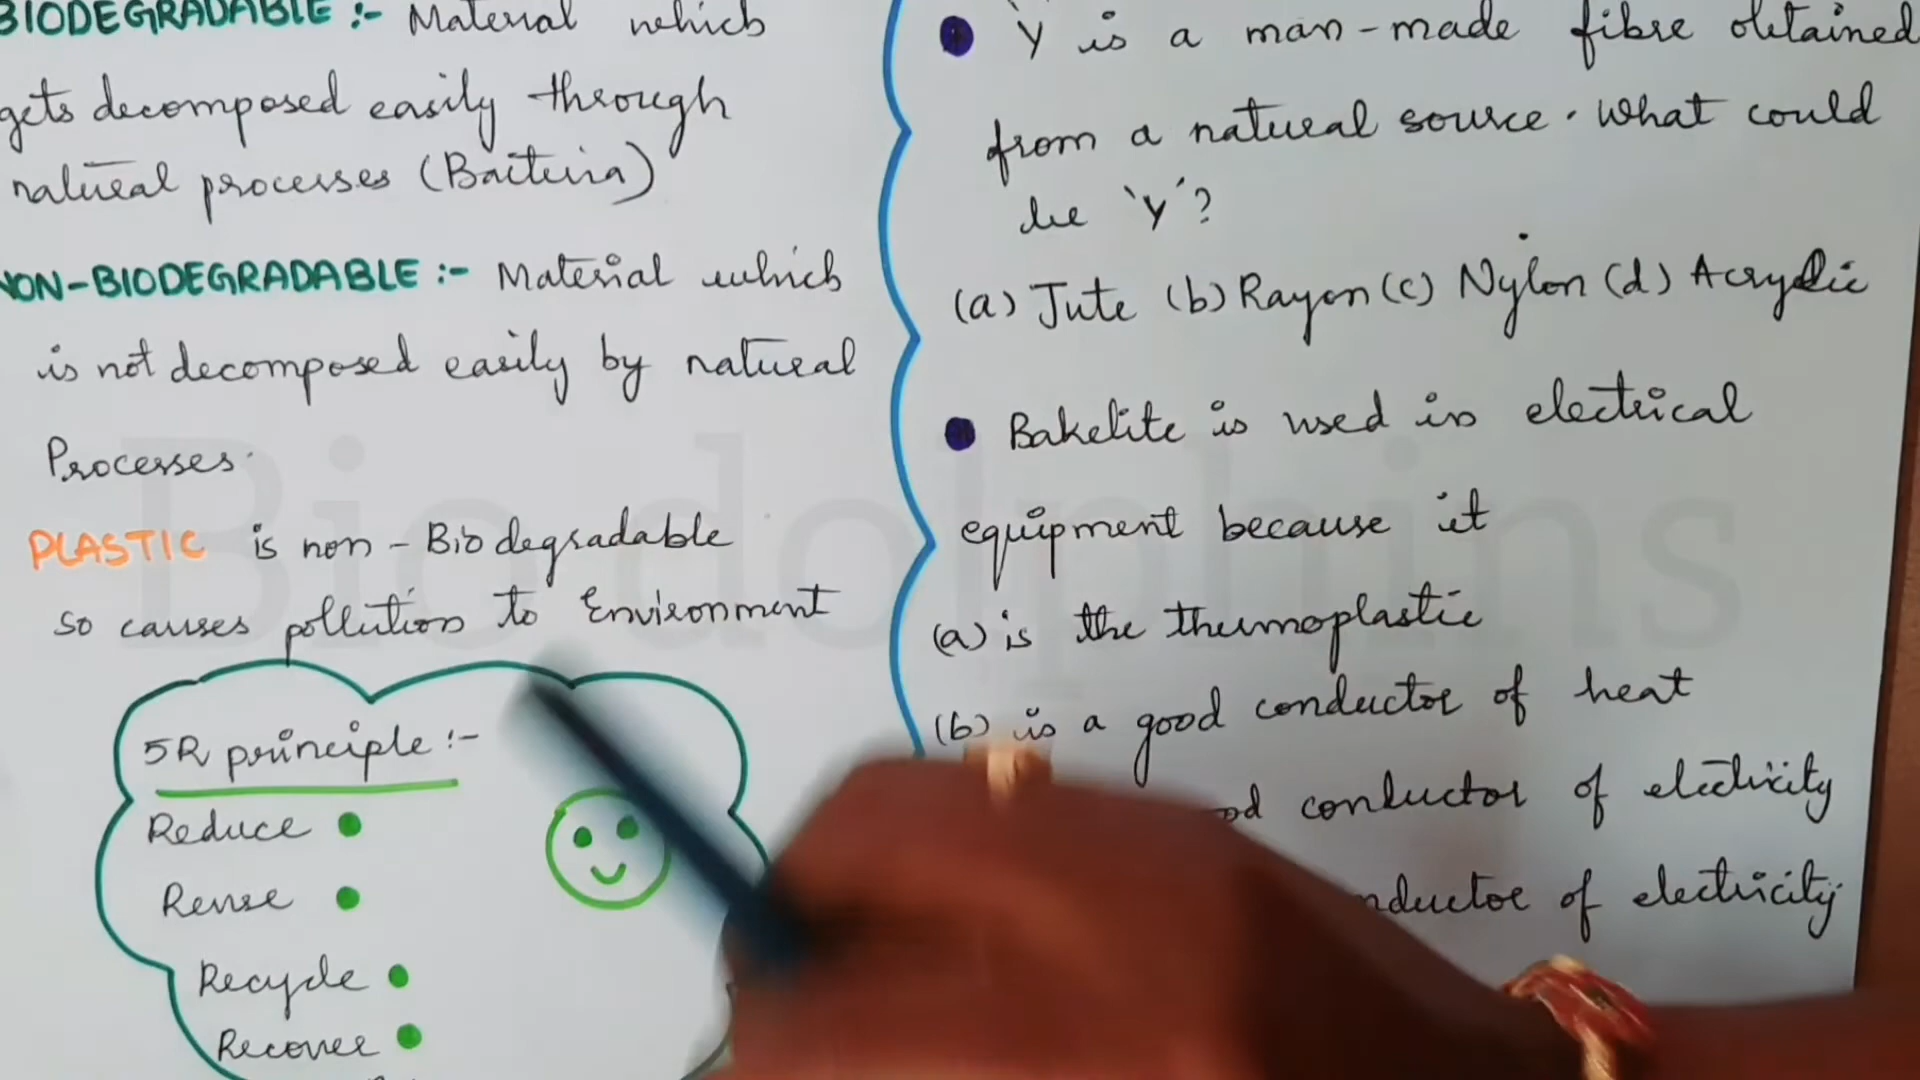 BIODEGRADABLE :- Material which
gets decomposed easily through
natural processes (Bacteria)
NON-BIODEGRADABLE :- Material which
is not decomposed easily by natural
Processes.
PLASTIC is non-Biodegradable
so causes pollution to Environment
5R principle :-
Reduce
Reuse
Recycle
Recover
'Y' is a man-made fibre obtained
from a natural source. What could
be 'Y'?
(a) Jute (b) Rayon (c) Nylon (d) Acrylic
Bakelite is used in electrical
equipment because it
(a) is the thermoplastic
(b) is a good conductor of heat
conductor of electricity
of electricity
Biodolphins